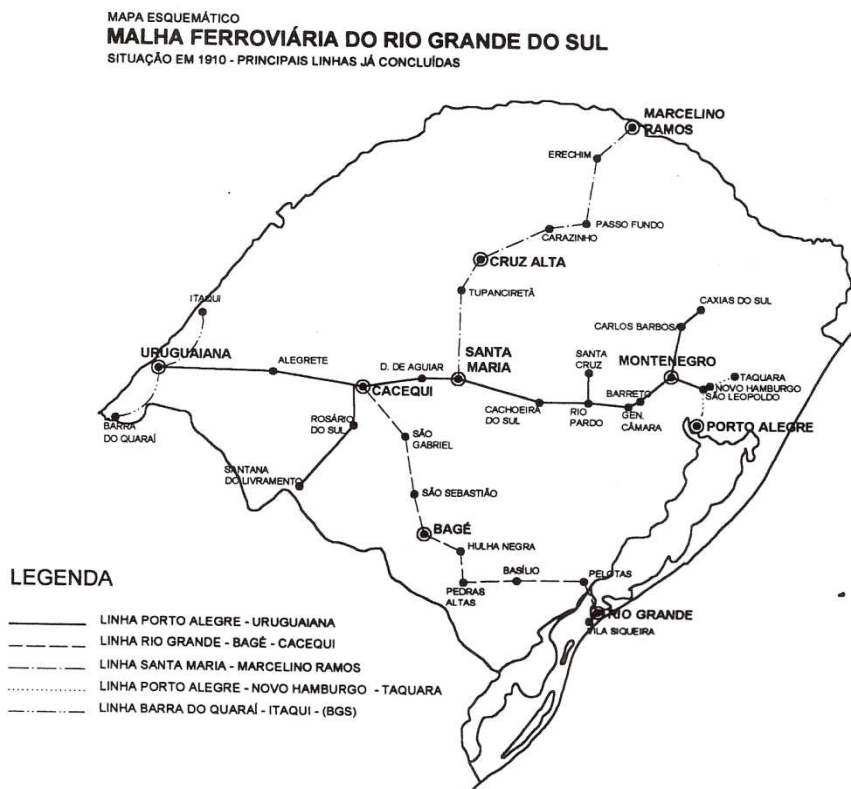 MAPA ESQUEMÁTICO
MALHA FERROVIÁRIA DO RIO GRANDE DO SUL
SITUAÇÃO EM 1910 - PRINCIPAIS LINHAS JÁ CONCLUÍDAS
MARCELINO
RAMOS
ERECHIM
PASSO FUNDO
CARAZINHO
CRUZ ALTA
TUPANCIRETÃ
ITAQUI
CAXIAS DO SUL
CARLOS BARBOSA
URUGUAIANA
ALEGRETE
D. DE AGUIAR
SANTA
MARIA
SANTA
CRUZ
MONTENEGRO
TAQUARA
NOVO HAMBURGO
SÃO LEOPOLDO
CACEQUI
BARRETO
CACHOEIRA
DO SUL
RIO
PARDO
GEN.
CÂMARA
PORTO ALEGRE
BARRA
DO QUARAÍ
ROSÁRIO
DO SUL
SÃO
GABRIEL
SANTANA
DO LIVRAMENTO
SÃO SEBASTIÃO
BAGÉ
HULHA NEGRA
BASÍLIO
PELOTAS
PEDRAS
ALTAS
RIO GRANDE
VILA SIQUEIRA
LEGENDA
LINHA PORTO ALEGRE - URUGUAIANA
LINHA RIO GRANDE - BAGÉ - CACEQUI
LINHA SANTA MARIA - MARCELINO RAMOS
LINHA PORTO ALEGRE - NOVO HAMBURGO - TAQUARA
LINHA BARRA DO QUARAÍ - ITAQUI - (BGS)